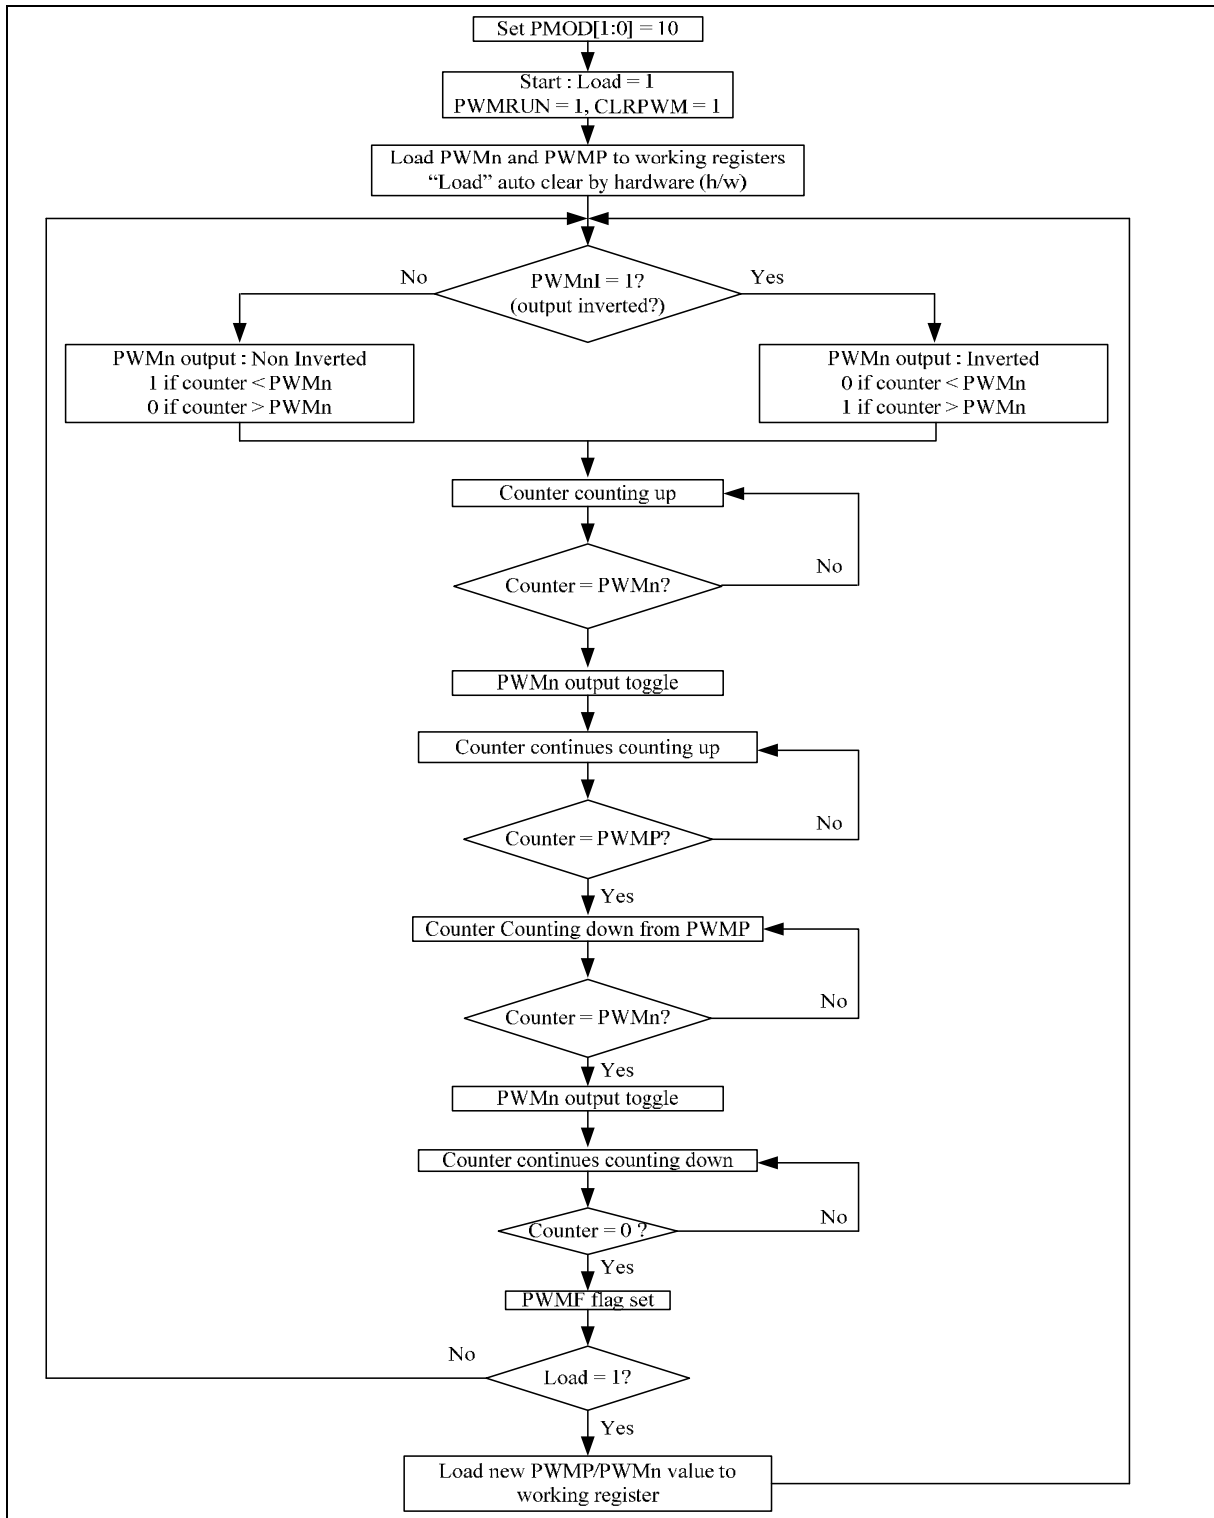 Set PMOD[1:0] = 10
Start : Load = 1
PWMRUN = 1, CLRPWM = 1
Load PWMn and PWMP to working registers
“Load” auto clear by hardware (h/w)
No
PWMnI = 1?
(output inverted?)
Yes
PWMn output : Non Inverted
1 if counter < PWMn
0 if counter > PWMn
PWMn output : Inverted
0 if counter < PWMn
1 if counter > PWMn
Counter counting up
Counter = PWMn?
No
PWMn output toggle
Counter continues counting up
Counter = PWMP?
No
Yes
Counter Counting down from PWMP
Counter = PWMn?
No
Yes
PWMn output toggle
Counter continues counting down
Counter = 0 ?
No
Yes
PWMF flag set
No
Load = 1?
Yes
Load new PWMP/PWMn value to
working register